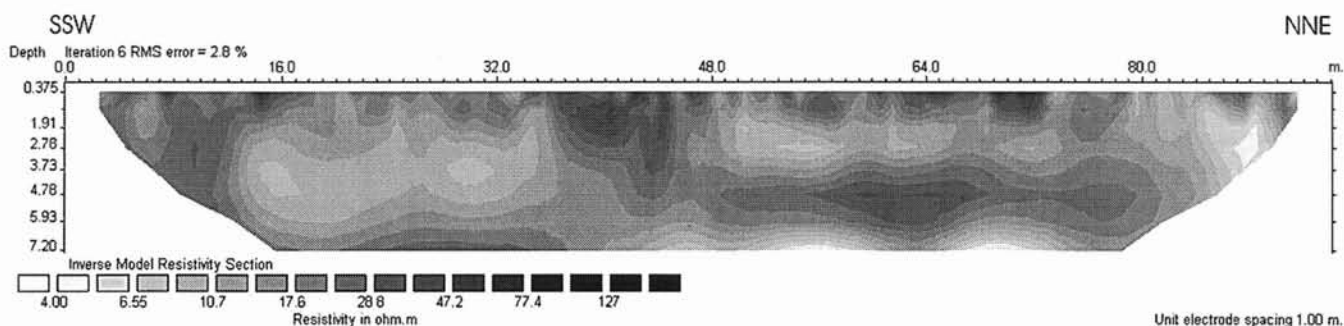 SSW NNE
Depth Iteration 6 RMS error = 2.8 %
0.0 16.0 32.0 48.0 64.0 80.0 m.
0.375
1.91
2.78
3.73
4.78
5.93
7.20
Inverse Model Resistivity Section
4.00 6.55 10.7 17.6 28.8 47.2 77.4 127
Resistivity in ohm.m Unit electrode spacing 1.00 m.